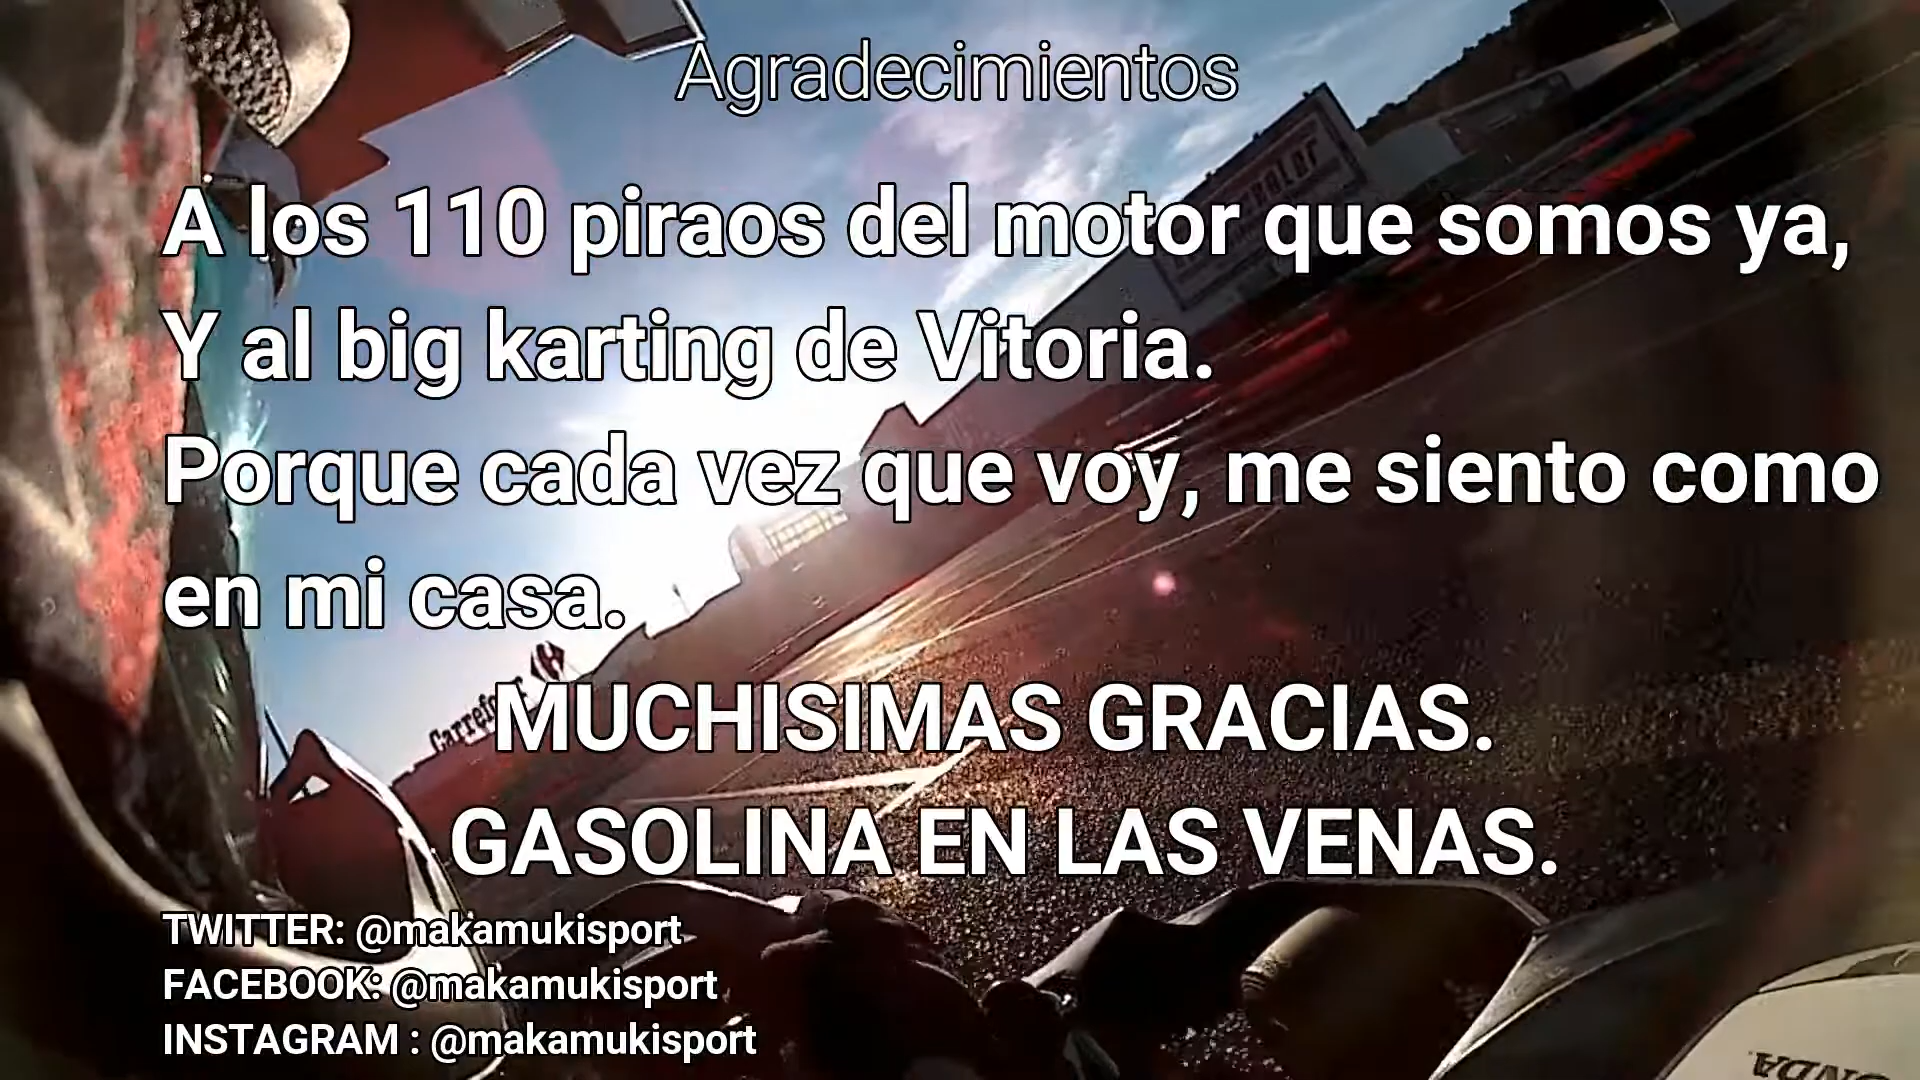 Agradecimientos
A los 110 piraos del motor que somos ya,
Y al big karting de Vitoria.
Porque cada vez que voy, me siento como
en mi casa.
Carrefour
MUCHISIMAS GRACIAS.
GASOLINA EN LAS VENAS.
TWITTER: @makamukisport
FACEBOOK: @makamukisport
INSTAGRAM : @makamukisport